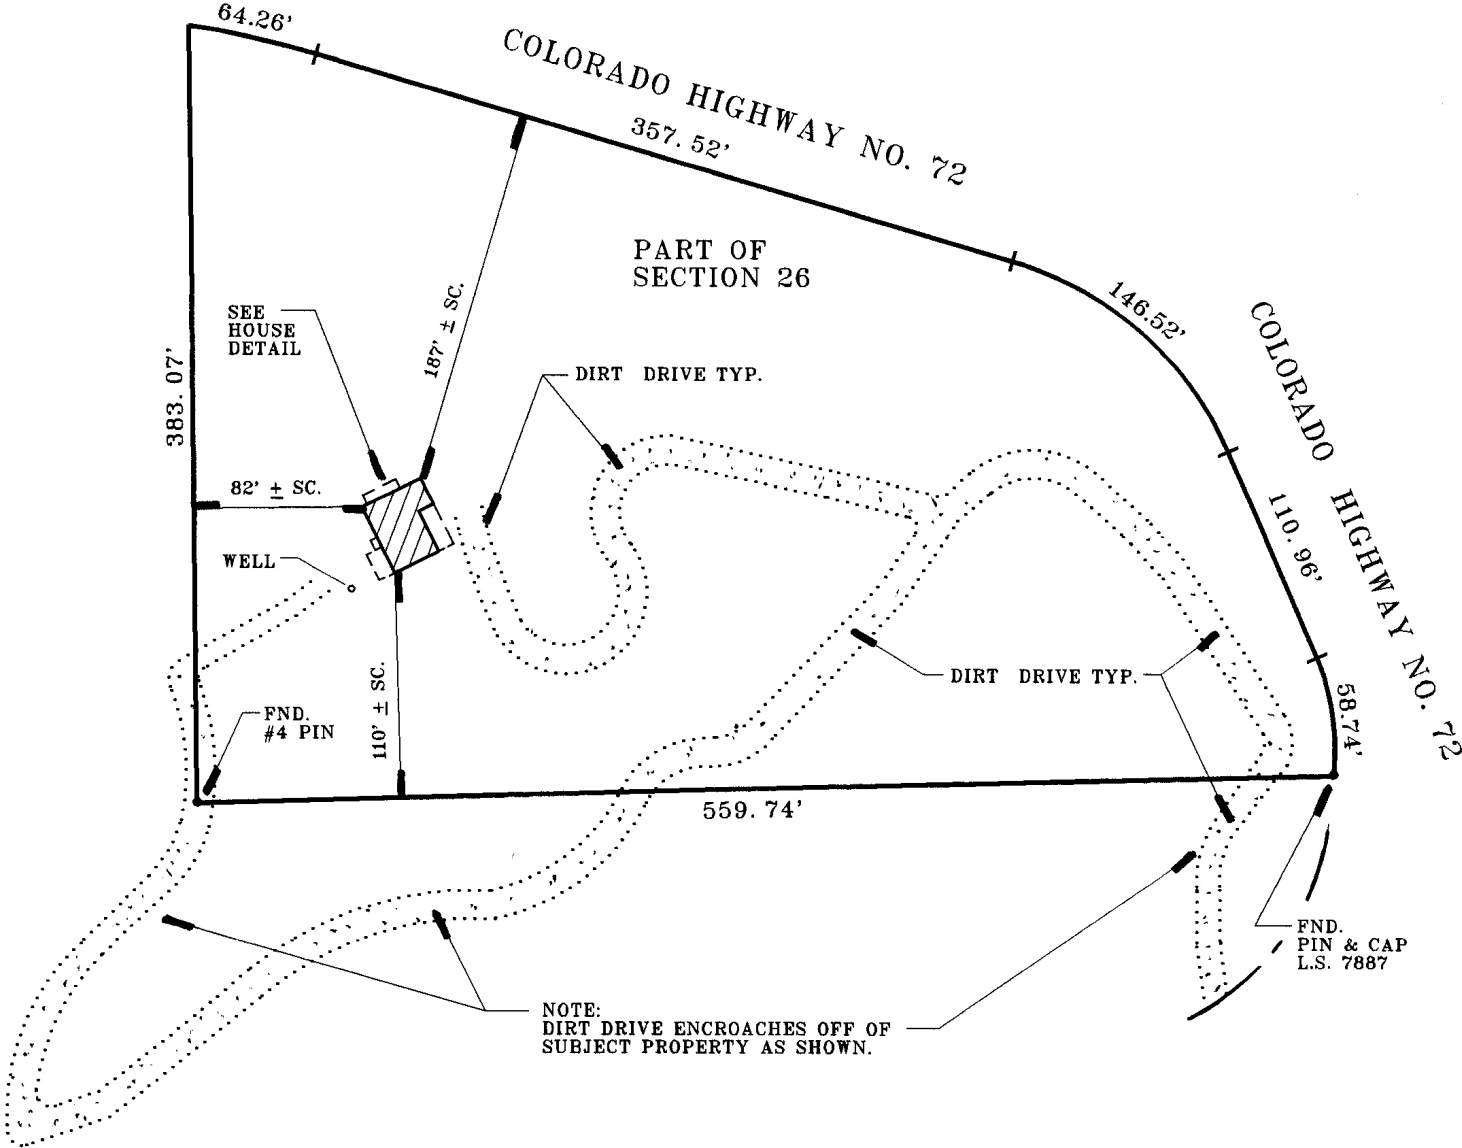 64.26'
COLORADO HIGHWAY NO. 72
357.52'
PART OF
SECTION 26
146.52'
SEE
HOUSE
DETAIL
187' ± SC.
COLORADO HIGHWAY NO. 72
383.07'
DIRT DRIVE TYP.
82' ± SC.
110.96'
WELL
DIRT DRIVE TYP.
110' ± SC.
58.74'
FND.
#4 PIN
559.74'
FND.
PIN & CAP
L.S. 7887
NOTE:
DIRT DRIVE ENCROACHES OFF OF
SUBJECT PROPERTY AS SHOWN.